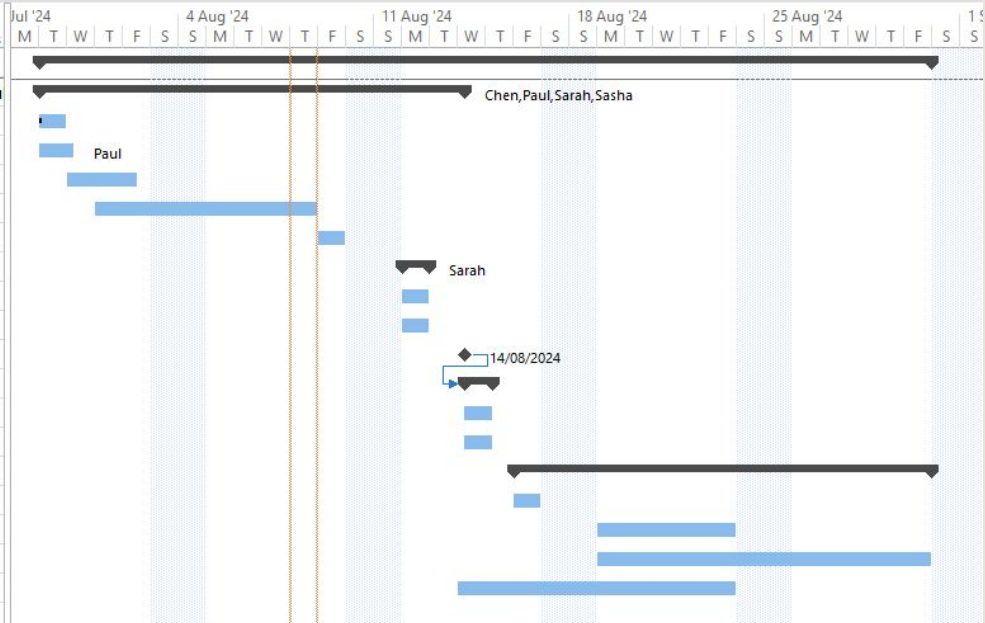 Jul '24 4 Aug '24 11 Aug '24 18 Aug '24 25 Aug '24 1 S
M T W T F S S M T W T F S S M T W T F S S M T W T F S S M T W T F S S
Chen,Paul,Sarah,Sasha
Paul
Sarah
14/08/2024